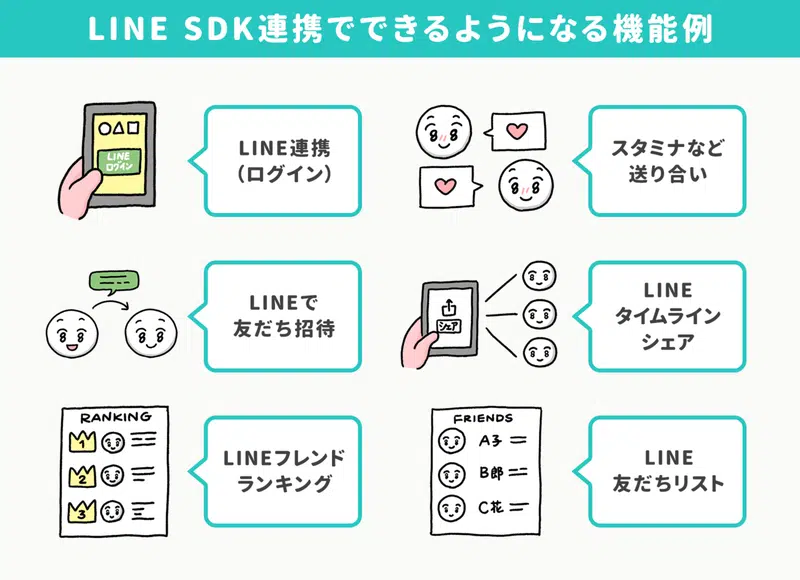 LINE SDK連携でできるようになる機能例
LINE
ログイン
LINE連携
（ログイン）
スタミナなど
送り合い
LINEで
友だち招待
シェア
LINE
タイムライン
シェア
RANKING
1
2
3
LINEフレンド
ランキング
FRIENDS
A子
B郎
C花
LINE
友だちリスト